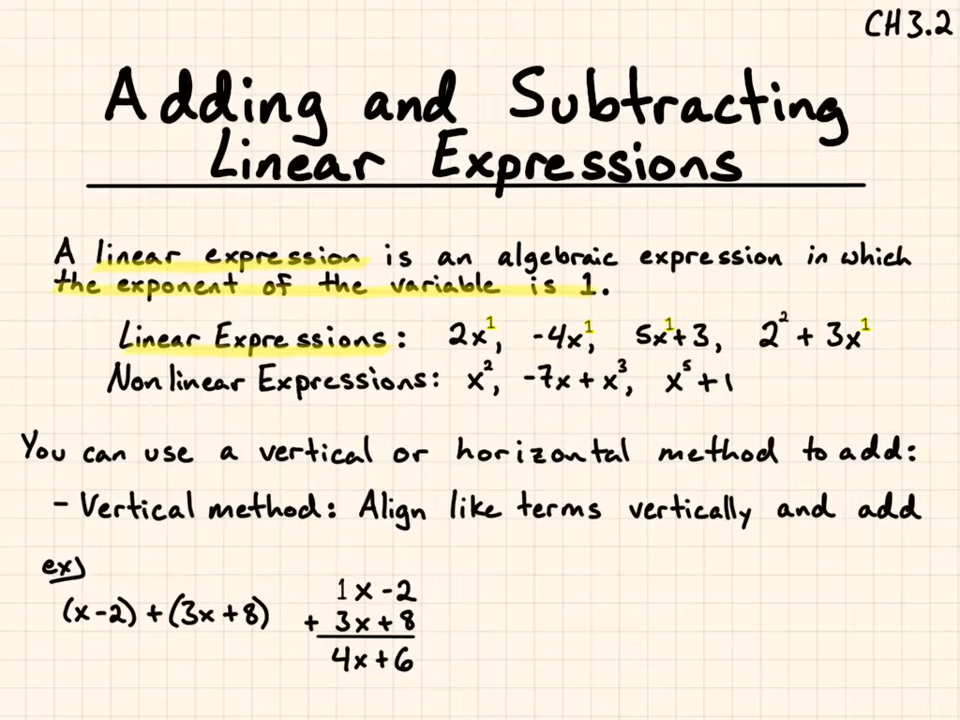 CH 3.2
Adding and Subtracting
Linear Expressions
A linear expression is an algebraic expression in which
the exponent of the variable is 1.
Linear Expressions: 2x¹, -4x¹, 5x¹+3, 2² + 3x¹
Nonlinear Expressions: x², -7x + x³, x⁵ + 1
You can use a vertical or horizontal method to add:
- Vertical method: Align like terms vertically and add
ex)
(x-2) + (3x+8)
1x - 2
+ 3x + 8
4x + 6